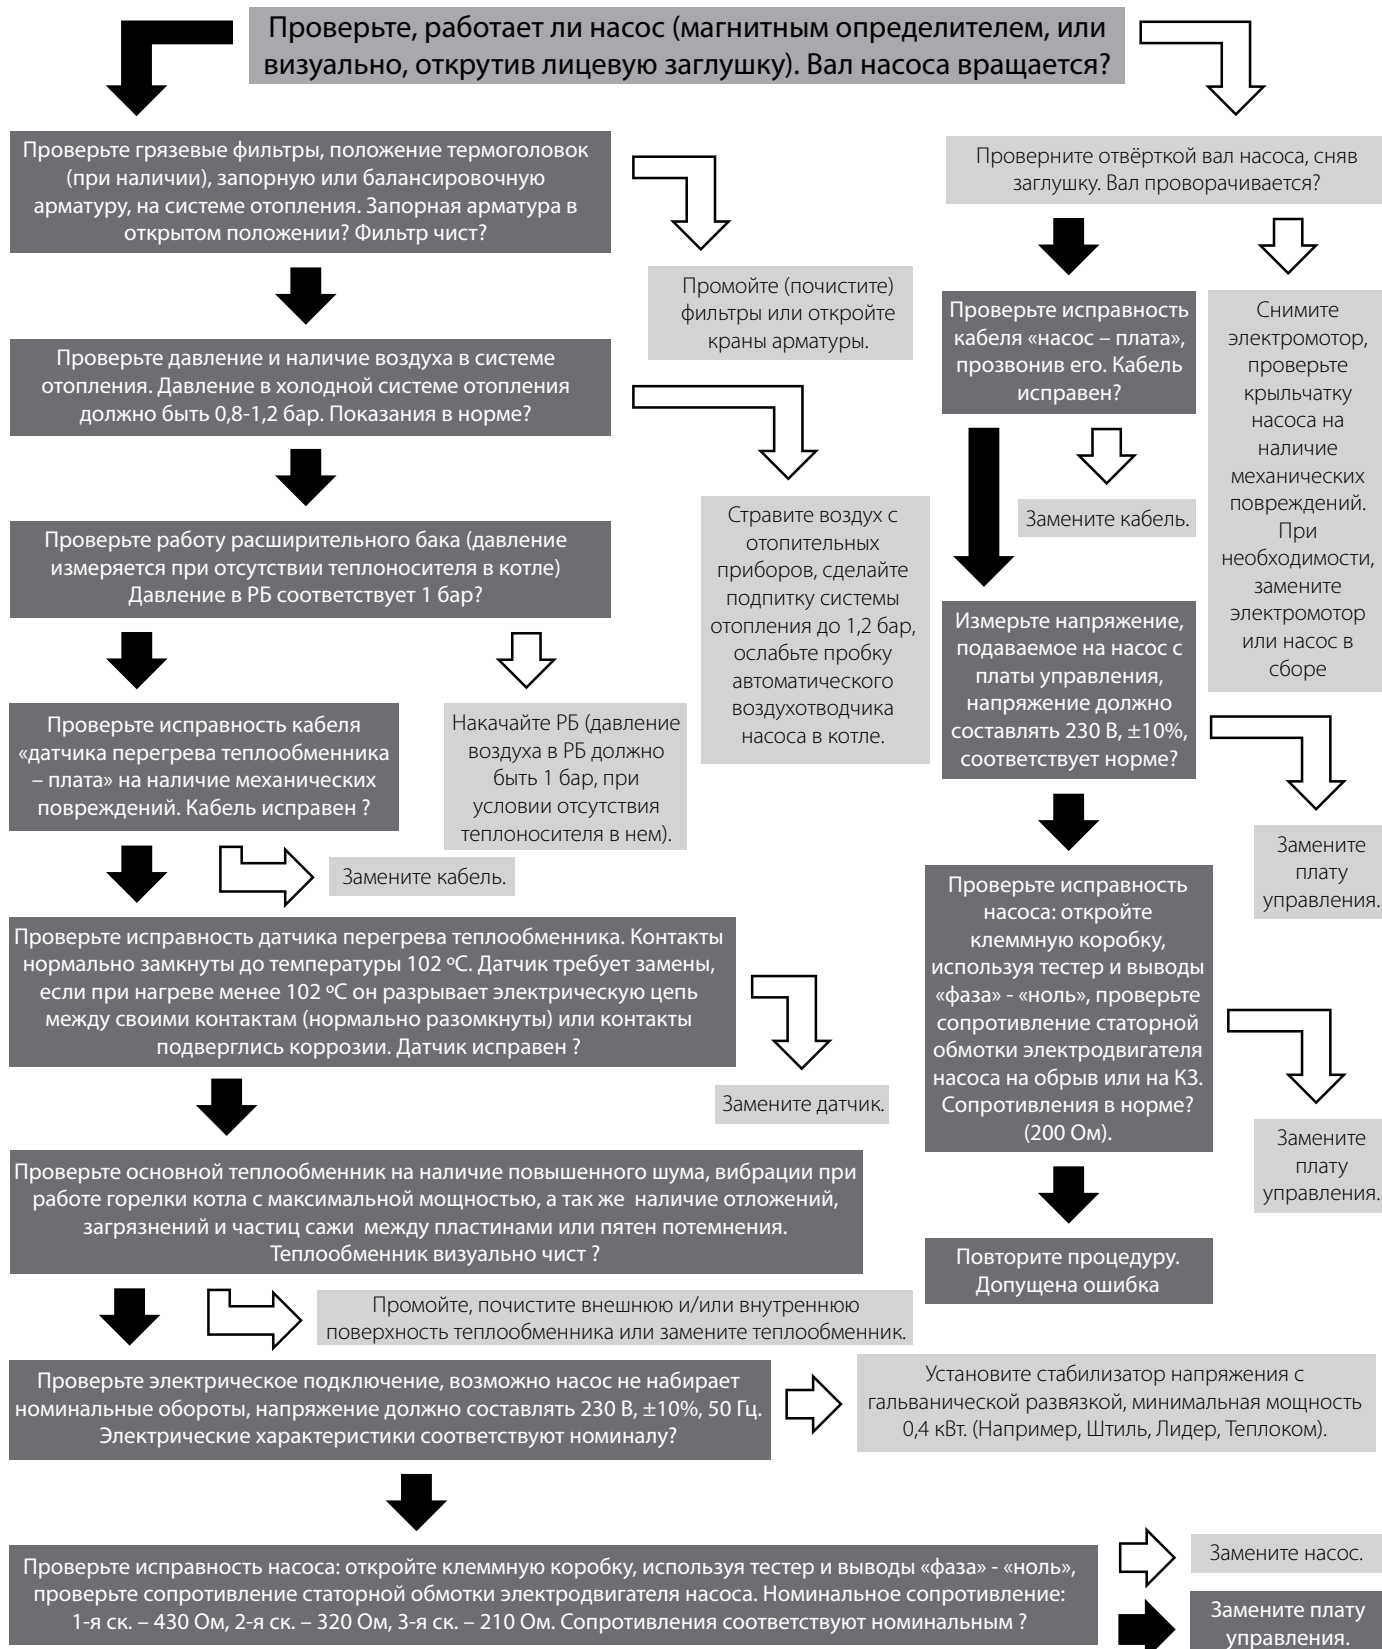 Проверьте, работает ли насос (магнитным определителем, или
визуально, открутив лицевую заглушку). Вал насоса вращается?
Проверьте грязевые фильтры, положение термоголовок
(при наличии), запорную или балансировочную
арматуру, на системе отопления. Запорная арматура в
открытом положении? Фильтр чист?
Промойте (почистите)
фильтры или откройте
краны арматуры.
Проверьте давление и наличие воздуха в системе
отопления. Давление в холодной системе отопления
должно быть 0,8-1,2 бар. Показания в норме?
Стравите воздух с
отопительных
приборов, сделайте
подпитку системы
отопления до 1,2 бар,
ослабьте пробку
автоматического
воздухотводчика
насоса в котле.
Проверьте работу расширительного бака (давление
измеряется при отсутствии теплоносителя в котле)
Давление в РБ соответствует 1 бар?
Накачайте РБ (давление
воздуха в РБ должно
быть 1 бар, при
условии отсутствия
теплоносителя в нем).
Проверьте исправность кабеля
«датчика перегрева теплообменника
– плата» на наличие механических
повреждений. Кабель исправен ?
Замените кабель.
Проверьте исправность датчика перегрева теплообменника. Контакты
нормально замкнуты до температуры 102 ºС. Датчик требует замены,
если при нагреве менее 102 ºС он разрывает электрическую цепь
между своими контактам (нормально разомкнуты) или контакты
подверглись коррозии. Датчик исправен ?
Замените датчик.
Проверьте основной теплообменник на наличие повышенного шума, вибрации при
работе горелки котла с максимальной мощностью, а так же наличие отложений,
загрязнений и частиц сажи между пластинами или пятен потемнения.
Теплообменник визуально чист ?
Промойте, почистите внешнюю и/или внутреннюю
поверхность теплообменника или замените теплообменник.
Проверьте электрическое подключение, возможно насос не набирает
номинальные обороты, напряжение должно составлять 230 В, ±10%, 50 Гц.
Электрические характеристики соответствуют номиналу?
Установите стабилизатор напряжения с
гальванической развязкой, минимальная мощность
0,4 кВт. (Например, Штиль, Лидер, Теплоком).
Проверьте исправность насоса: откройте клеммную коробку, используя тестер и выводы «фаза» - «ноль»,
проверьте сопротивление статорной обмотки электродвигателя насоса. Номинальное сопротивление:
1-я ск. – 430 Ом, 2-я ск. – 320 Ом, 3-я ск. – 210 Ом. Сопротивления соответствуют номинальным ?
Замените насос.
Замените плату
управления.
Проверните отвёрткой вал насоса, сняв
заглушку. Вал проворачивается?
Проверьте исправность
кабеля «насос – плата»,
прозвонив его. Кабель
исправен?
Снимите
электромотор,
проверьте
крыльчатку
насоса на
наличие
механических
повреждений.
При
необходимости,
замените
электромотор
или насос в
сборе
Замените кабель.
Измерьте напряжение,
подаваемое на насос с
платы управления,
напряжение должно
составлять 230 В, ±10%,
соответствует норме?
Замените
плату
управления.
Проверьте исправность
насоса: откройте
клеммную коробку,
используя тестер и выводы
«фаза» - «ноль», проверьте
сопротивление статорной
обмотки электродвигателя
насоса на обрыв или на КЗ.
Сопротивления в норме?
(200 Ом).
Замените
плату
управления.
Повторите процедуру.
Допущена ошибка